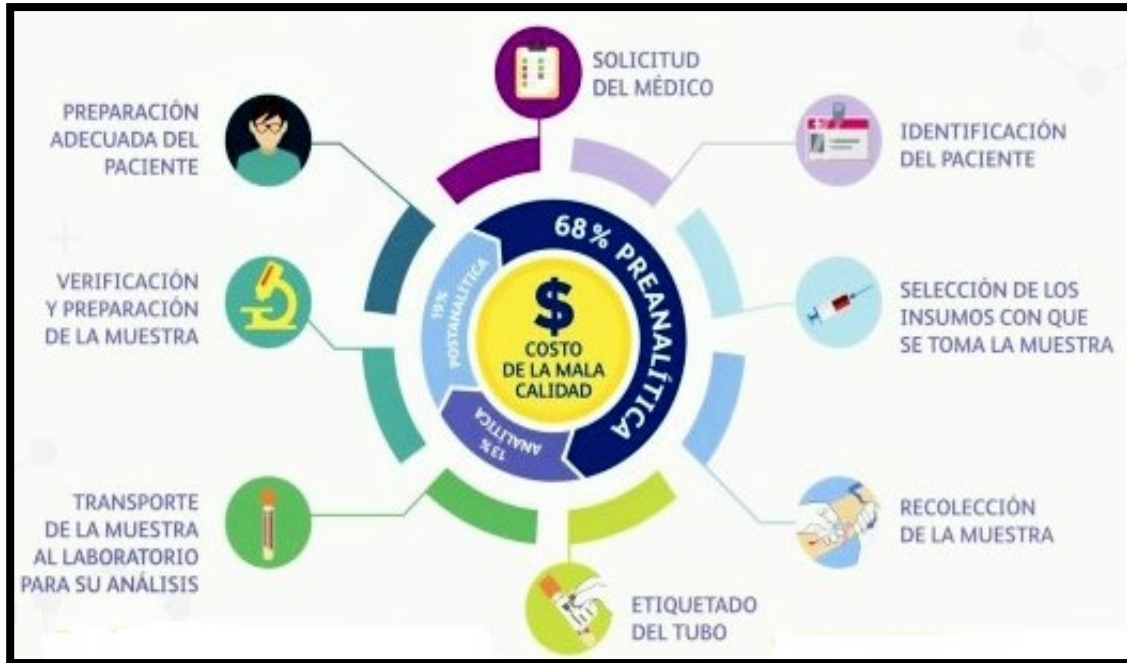 SOLICITUD
DEL MÉDICO
IDENTIFICACIÓN
DEL PACIENTE
SELECCIÓN DE LOS
INSUMOS CON QUE
SE TOMA LA MUESTRA
RECOLECCIÓN
DE LA MUESTRA
ETIQUETADO
DEL TUBO
TRANSPORTE
DE LA MUESTRA
AL LABORATORIO
PARA SU ANÁLISIS
VERIFICACIÓN
Y PREPARACIÓN
DE LA MUESTRA
PREPARACIÓN
ADECUADA DEL
PACIENTE
68% PREANALÍTICA
13%
ANALÍTICA
19%
POSTANALÍTICA
$
COSTO
DE LA MALA
CALIDAD